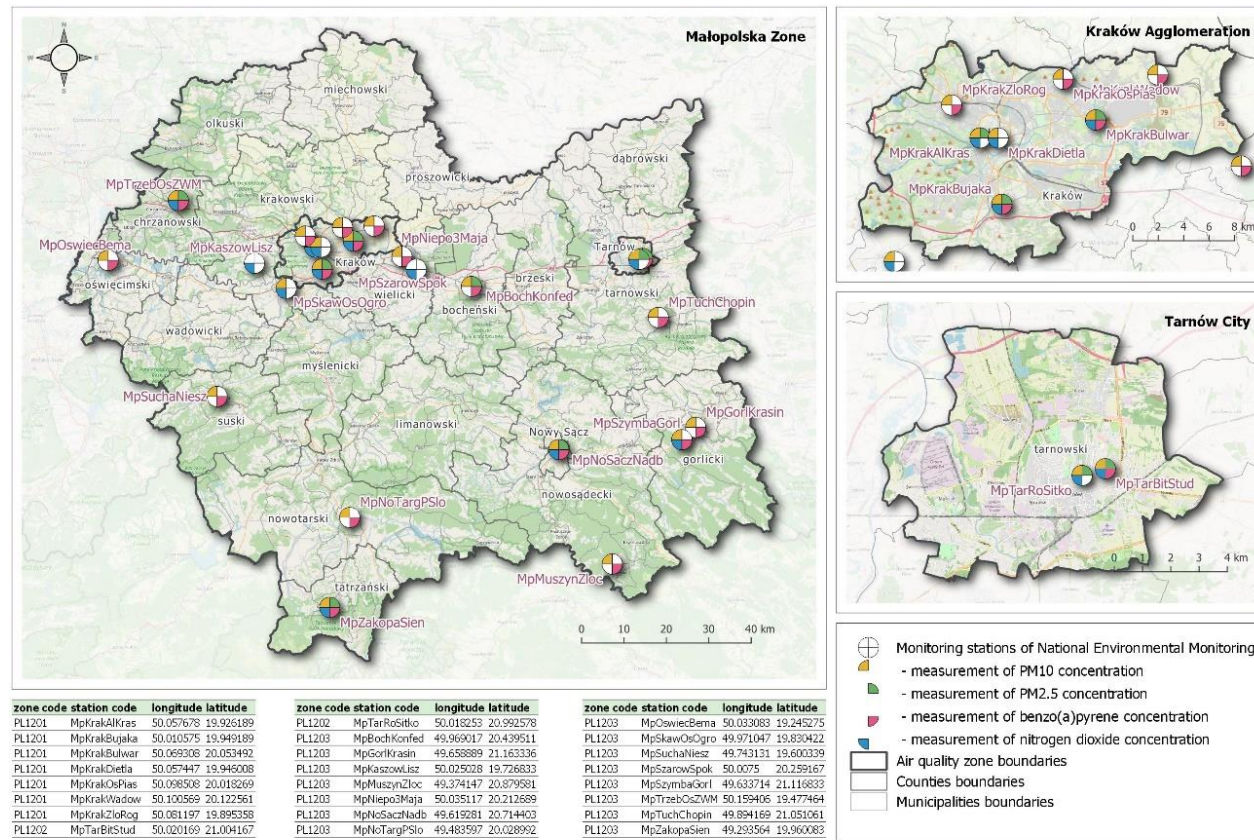 Małopolska Zone
miechowski
olkuski
dąbrowski
proszowicki
MpTrzebOsZWM
krakowski
chrzanowski
MpOswiecBema
MpKaszowLisz
MpNiepo3Maja
Tarnów
Kraków
MpSzarowSpok
brzeski
oświęcimski
wielicki
MpBochKonfed
tarnowski
MpSkawOsOgro
bocheński
MpTuchChopin
wadowicki
myślenicki
MpSuchaNiesz
suski
limanowski
Nowy Sącz
MpSzymbaGorl
MpGorlKrasin
MpNoSaczNadb
gorlicki
nowosądecki
MpNoTargPSlo
nowotarski
MpMuszynZloc
tatrzański
MpZakopaSien
0 10 20 30 40 km
Kraków Agglomeration
MpKrakZloRog
MpKrakWadow
MpKrakOsPias
MpKrakBulwar
MpKrakAlKras
MpKrakDietla
MpKrakBujaka
Kraków
0 2 4 6 8 km
Tarnów City
tarnowski
MpTarRoSitko
MpTarBitStud
0 1 2 3 4 km
Monitoring stations of National Environmental Monitoring
- measurement of PM10 concentration
- measurement of PM2.5 concentration
- measurement of benzo(a)pyrene concentration
- measurement of nitrogen dioxide concentration
Air quality zone boundaries
Counties boundaries
Municipalities boundaries
zone code station code longitude latitude
PL1201 MpKrakAlKras 50.057678 19.926189
PL1201 MpKrakBujaka 50.010575 19.949189
PL1201 MpKrakBulwar 50.069308 20.053492
PL1201 MpKrakDietla 50.057447 19.946008
PL1201 MpKrakOsPias 50.098508 20.018269
PL1201 MpKrakWadow 50.100569 20.122561
PL1201 MpKrakZloRog 50.081197 19.895358
PL1202 MpTarBitStud 50.020169 21.004167
zone code station code longitude latitude
PL1202 MpTarRoSitko 50.018253 20.992578
PL1203 MpBochKonfed 49.969017 20.439511
PL1203 MpGorlKrasin 49.658889 21.163336
PL1203 MpKaszowLisz 50.025028 19.726833
PL1203 MpMuszynZloc 49.374147 20.879581
PL1203 MpNiepo3Maja 50.035117 20.212689
PL1203 MpNoSaczNadb 49.619281 20.714403
PL1203 MpNoTargPSlo 49.483597 20.028992
zone code station code longitude latitude
PL1203 MpOswiecBema 50.033083 19.245275
PL1203 MpSkawOsOgro 49.971047 19.830422
PL1203 MpSuchaNiesz 49.743131 19.600339
PL1203 MpSzarowSpok 50.0075 20.259167
PL1203 MpSzymbaGorl 49.633714 21.116833
PL1203 MpTrzebOsZWM 50.159406 19.477464
PL1203 MpTuchChopin 49.894169 21.051061
PL1203 MpZakopaSien 49.293564 19.960083